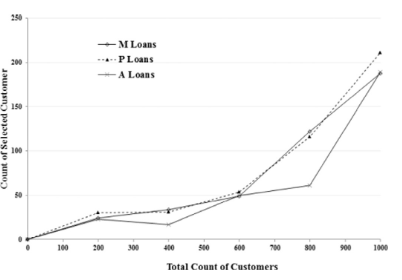 250
200
150
100
50
0
M Loans
P Loans
A Loans
Count of Selected Customer
0 100 200 300 400 500 600 700 800 900 1000
Total Count of Customers